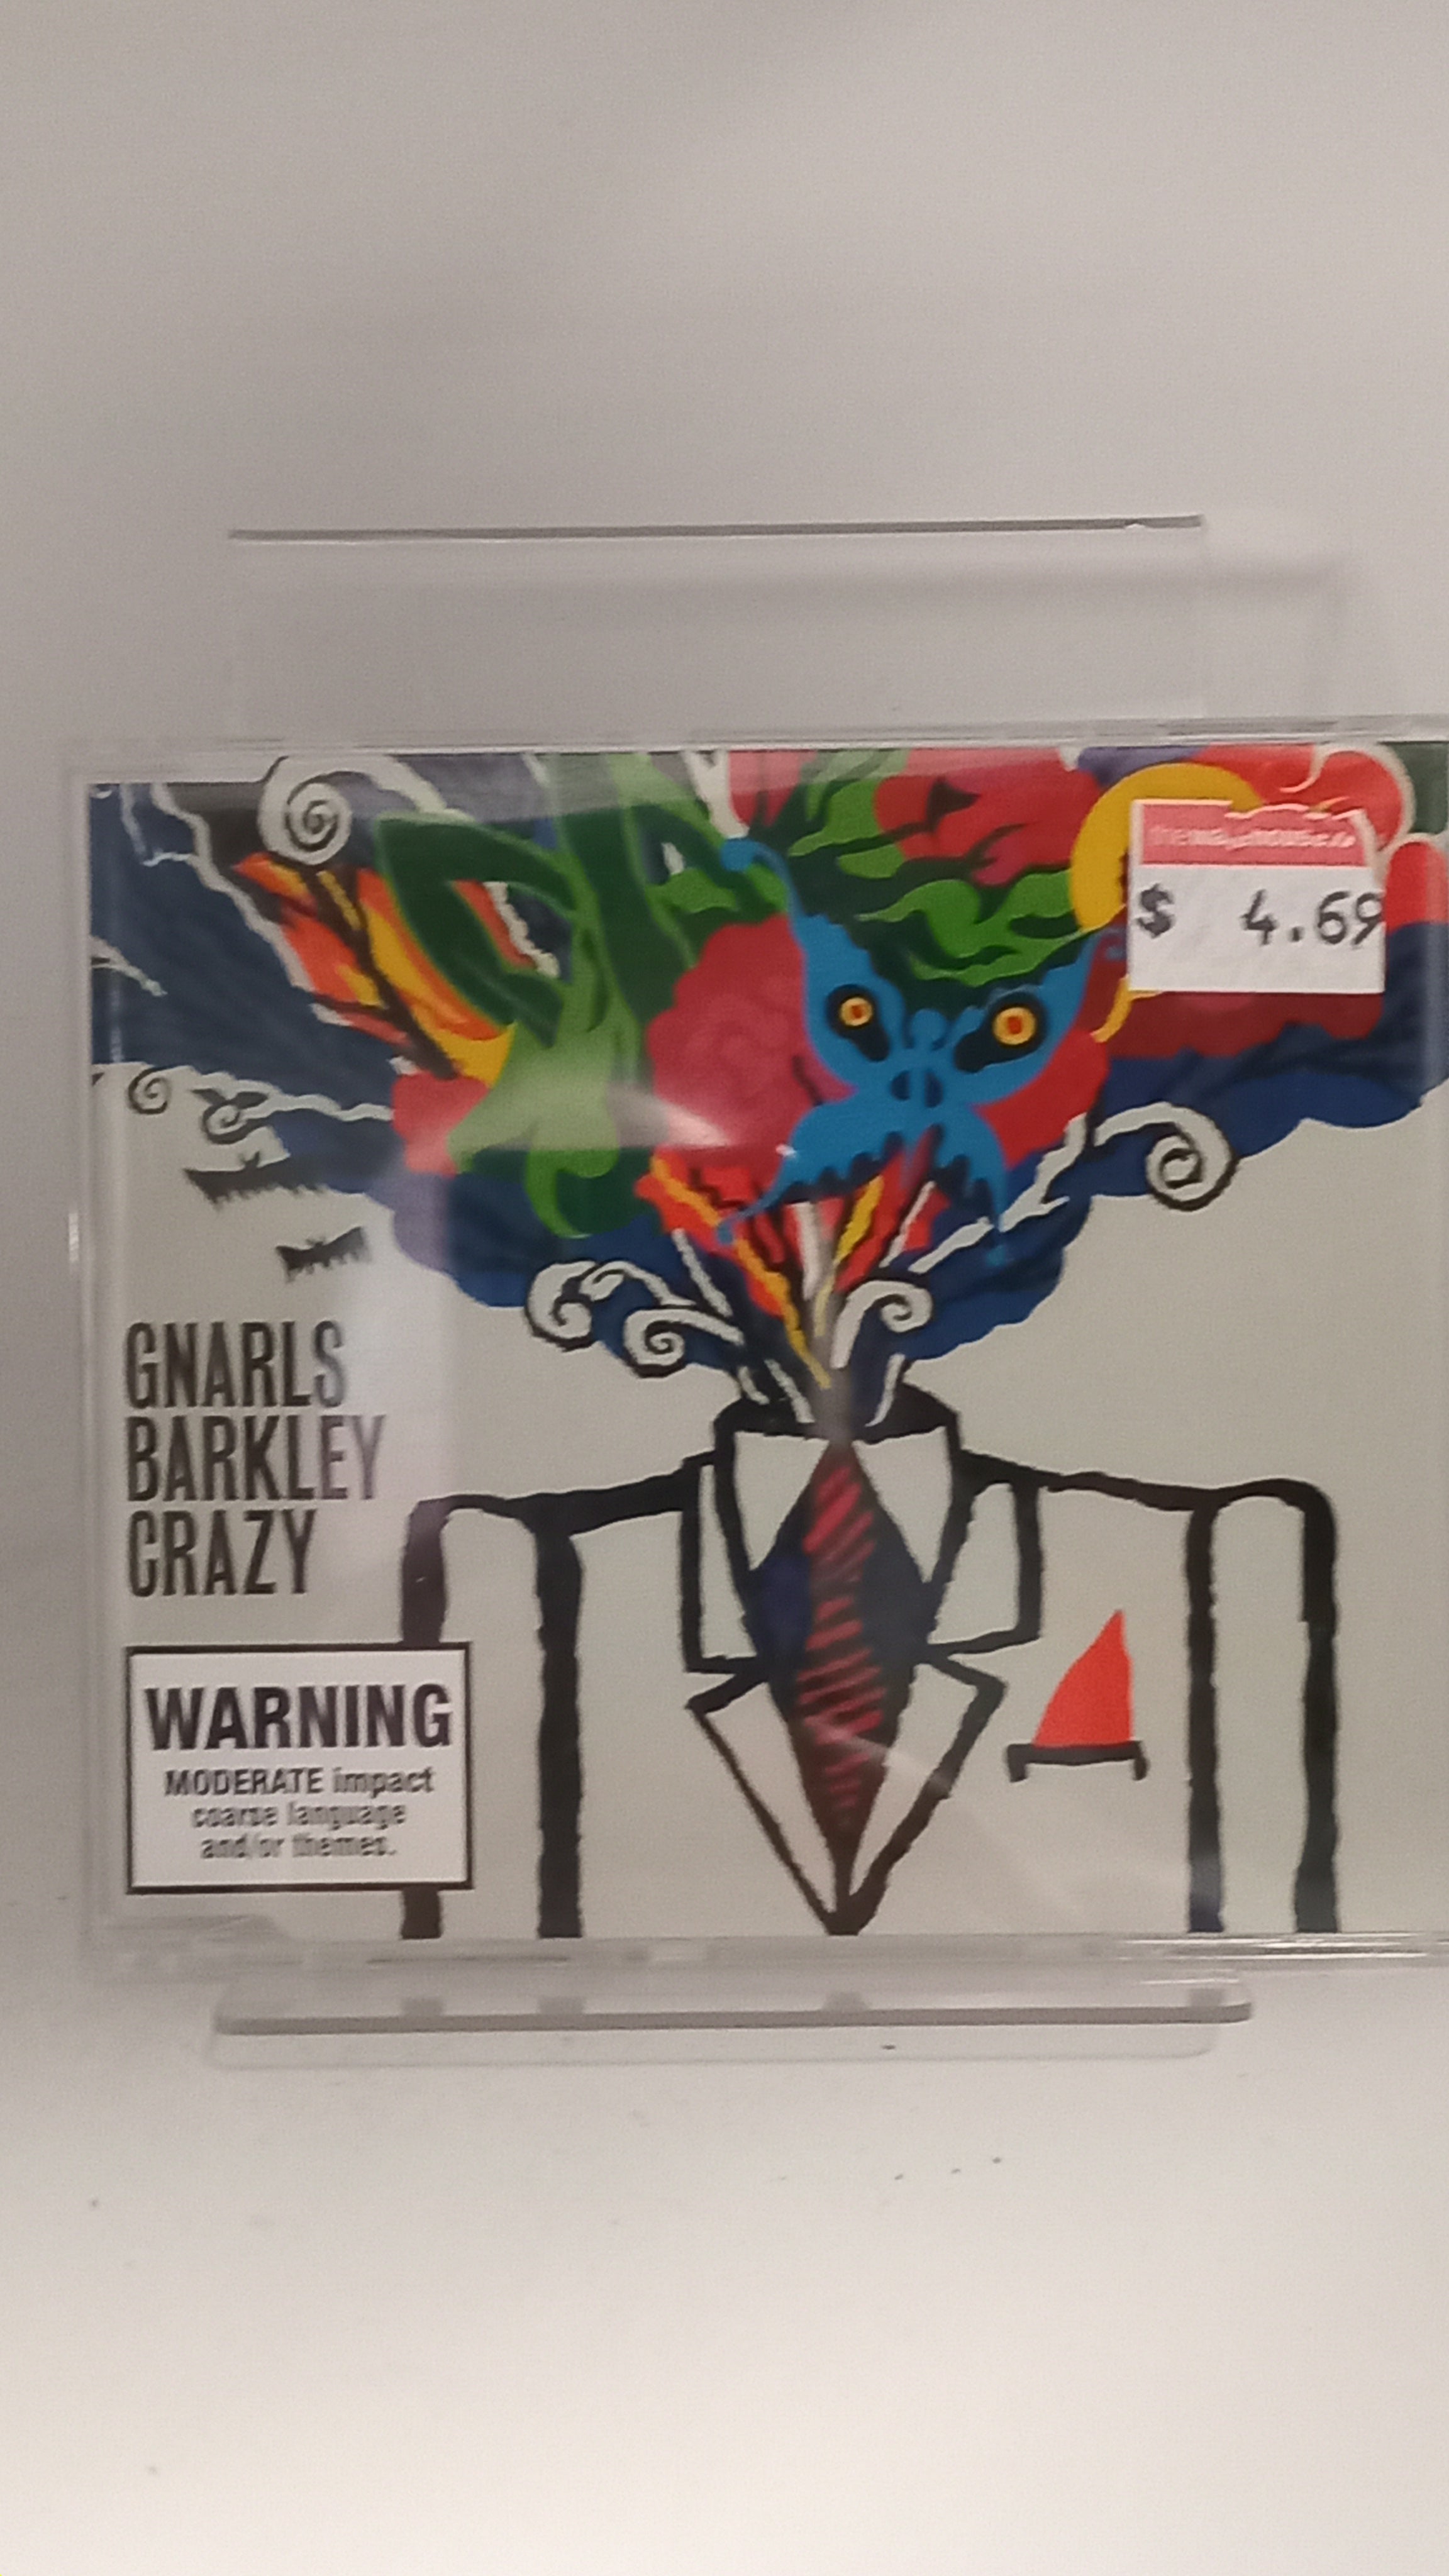 $ 4.69
GNARLS
BARKLEY
CRAZY
WARNING
MODERATE impact
coarse language
and/or themes.